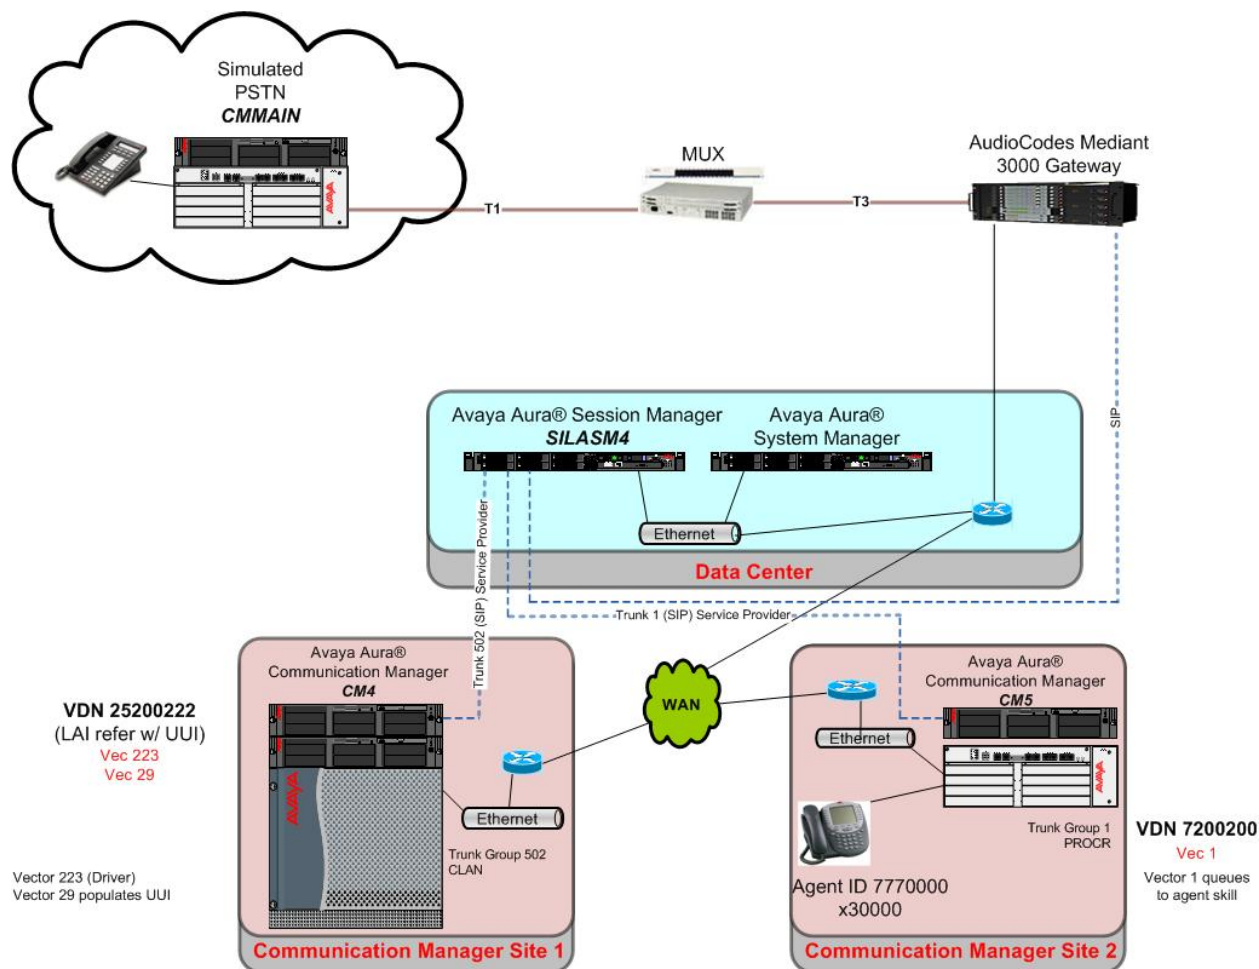 Simulated
PSTN
CMMAIN
AVAYA
T1
MUX
T3
AudioCodes Mediant
3000 Gateway
SIP
Avaya Aura® Session Manager
SILASM4
Avaya Aura®
System Manager
Ethernet
Data Center
Trunk 502 (SIP) Service Provider
Trunk 1 (SIP) Service Provider
Avaya Aura®
Communication Manager
CM4
AVAYA
Ethernet
Trunk Group 502
CLAN
Communication Manager Site 1
VDN 25200222
(LAI refer w/ UUI)
Vec 223
Vec 29
Vector 223 (Driver)
Vector 29 populates UUI
WAN
Avaya Aura®
Communication Manager
CM5
Ethernet
AVAYA
Trunk Group 1
PROCR
Agent ID 7770000
x30000
Communication Manager Site 2
VDN 7200200
Vec 1
Vector 1 queues
to agent skill